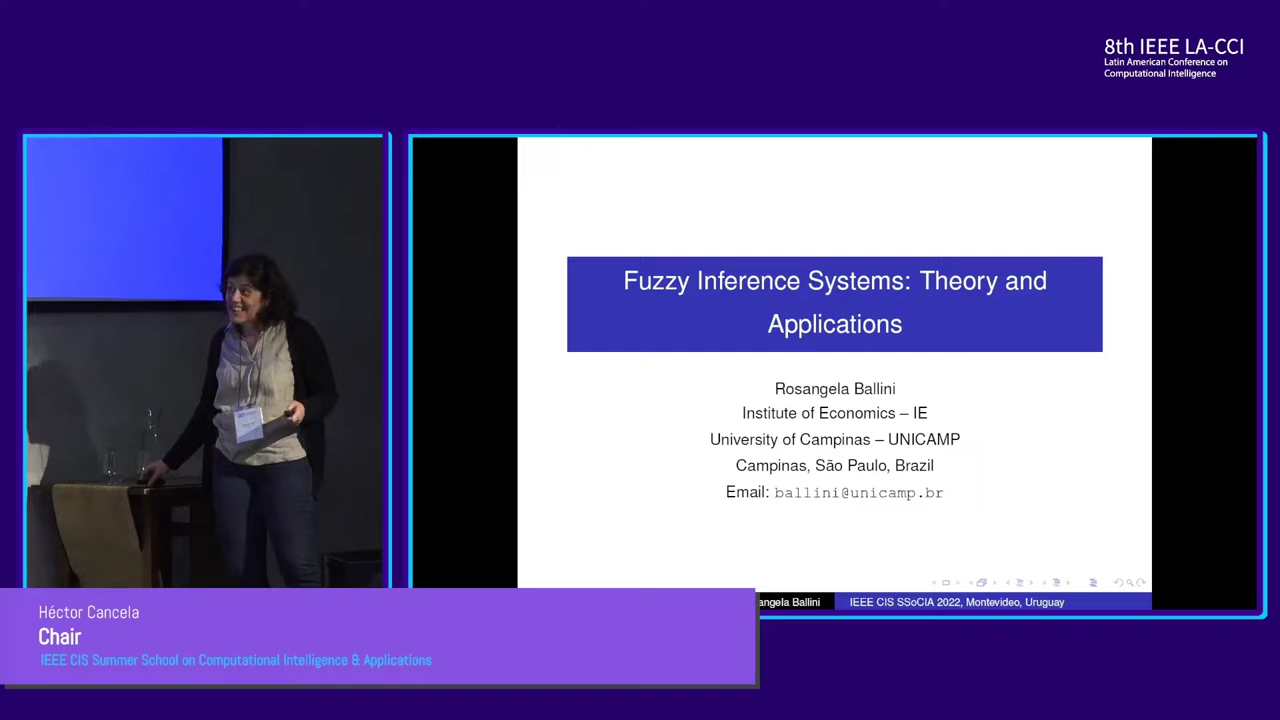 8th IEEE LA-CCI
Latin American Conference on
Computational Intelligence
Fuzzy Inference Systems: Theory and
Applications
Rosangela Ballini
Institute of Economics – IE
University of Campinas – UNICAMP
Campinas, São Paulo, Brazil
Email: ballini@unicamp.br
angela Ballini
IEEE CIS SSoCIA 2022, Montevideo, Uruguay
Héctor Cancela
Chair
IEEE CIS Summer School on Computational Intelligence & Applications